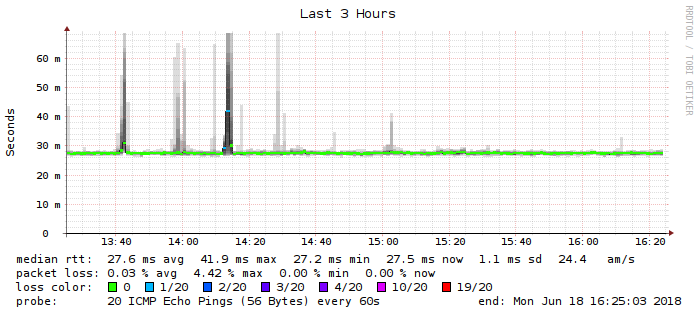 Last 3 Hours
RRDTOOL / TOBI OETIKER
Seconds
60 m
50 m
40 m
30 m
20 m
10 m
0
13:40 14:00 14:20 14:40 15:00 15:20 15:40 16:00 16:20
median rtt: 27.6 ms avg 41.9 ms max 27.2 ms min 27.5 ms now 1.1 ms sd 24.4 am/s
packet loss: 0.03 % avg 4.42 % max 0.00 % min 0.00 % now
loss color: 0 1/20 2/20 3/20 4/20 10/20 19/20
probe: 20 ICMP Echo Pings (56 Bytes) every 60s end: Mon Jun 18 16:25:03 2018